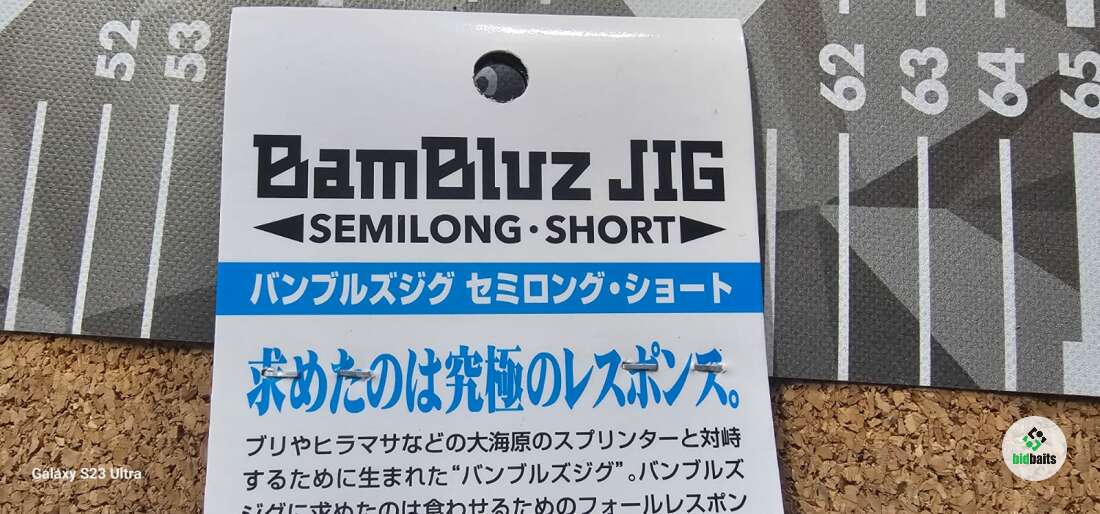 52
53
62
63
64
65
BamBluz JIG
SEMILONG・SHORT
バンブルズジグ セミロング・ショート
求めたのは究極のレスポンス。
ブリやヒラマサなどの大海原のスプリンターと対峙
するために生まれた“バンブルズジグ”。バンブルズ
ジグに求めたのは食わせるためのフォールレスポン
Galaxy S23 Ultra
bidbaits